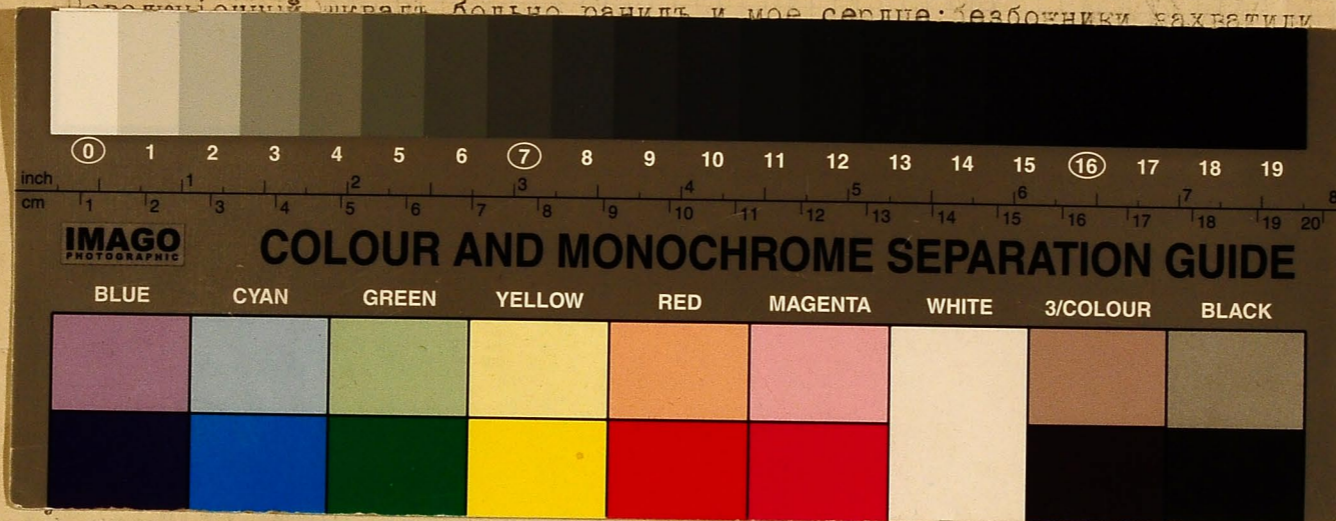 больно ранилъ и мое сердце: безбожники захватили
0 1 2 3 4 5 6 7 8 9 10 11 12 13 14 15 16 17 18 19
inch 1 2 3 4 5 6 7 8
cm 1 2 3 4 5 6 7 8 9 10 11 12 13 14 15 16 17 18 19 20
IMAGO
PHOTOGRAPHIC
COLOUR AND MONOCHROME SEPARATION GUIDE
BLUE CYAN GREEN YELLOW RED MAGENTA WHITE 3/COLOUR BLACK